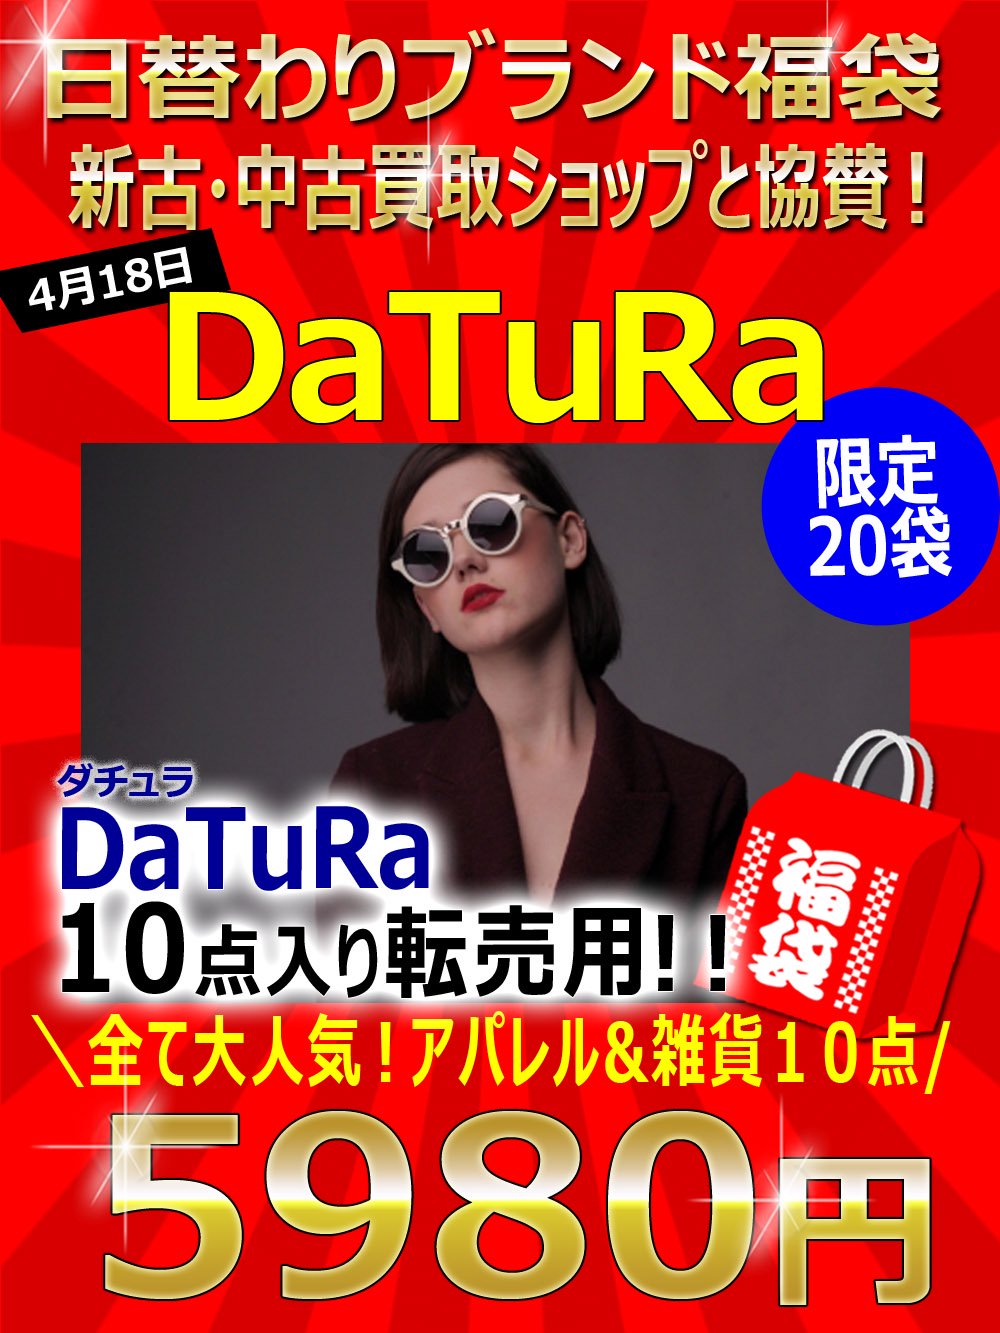 日替わりブランド福袋
新古・中古買取ショップと協賛！
4月18日
DaTuRa
限定
20袋
ダチュラ
DaTuRa
10点入り転売用！！
福袋
＼全て大人気！アパレル＆雑貨１０点/
5980円